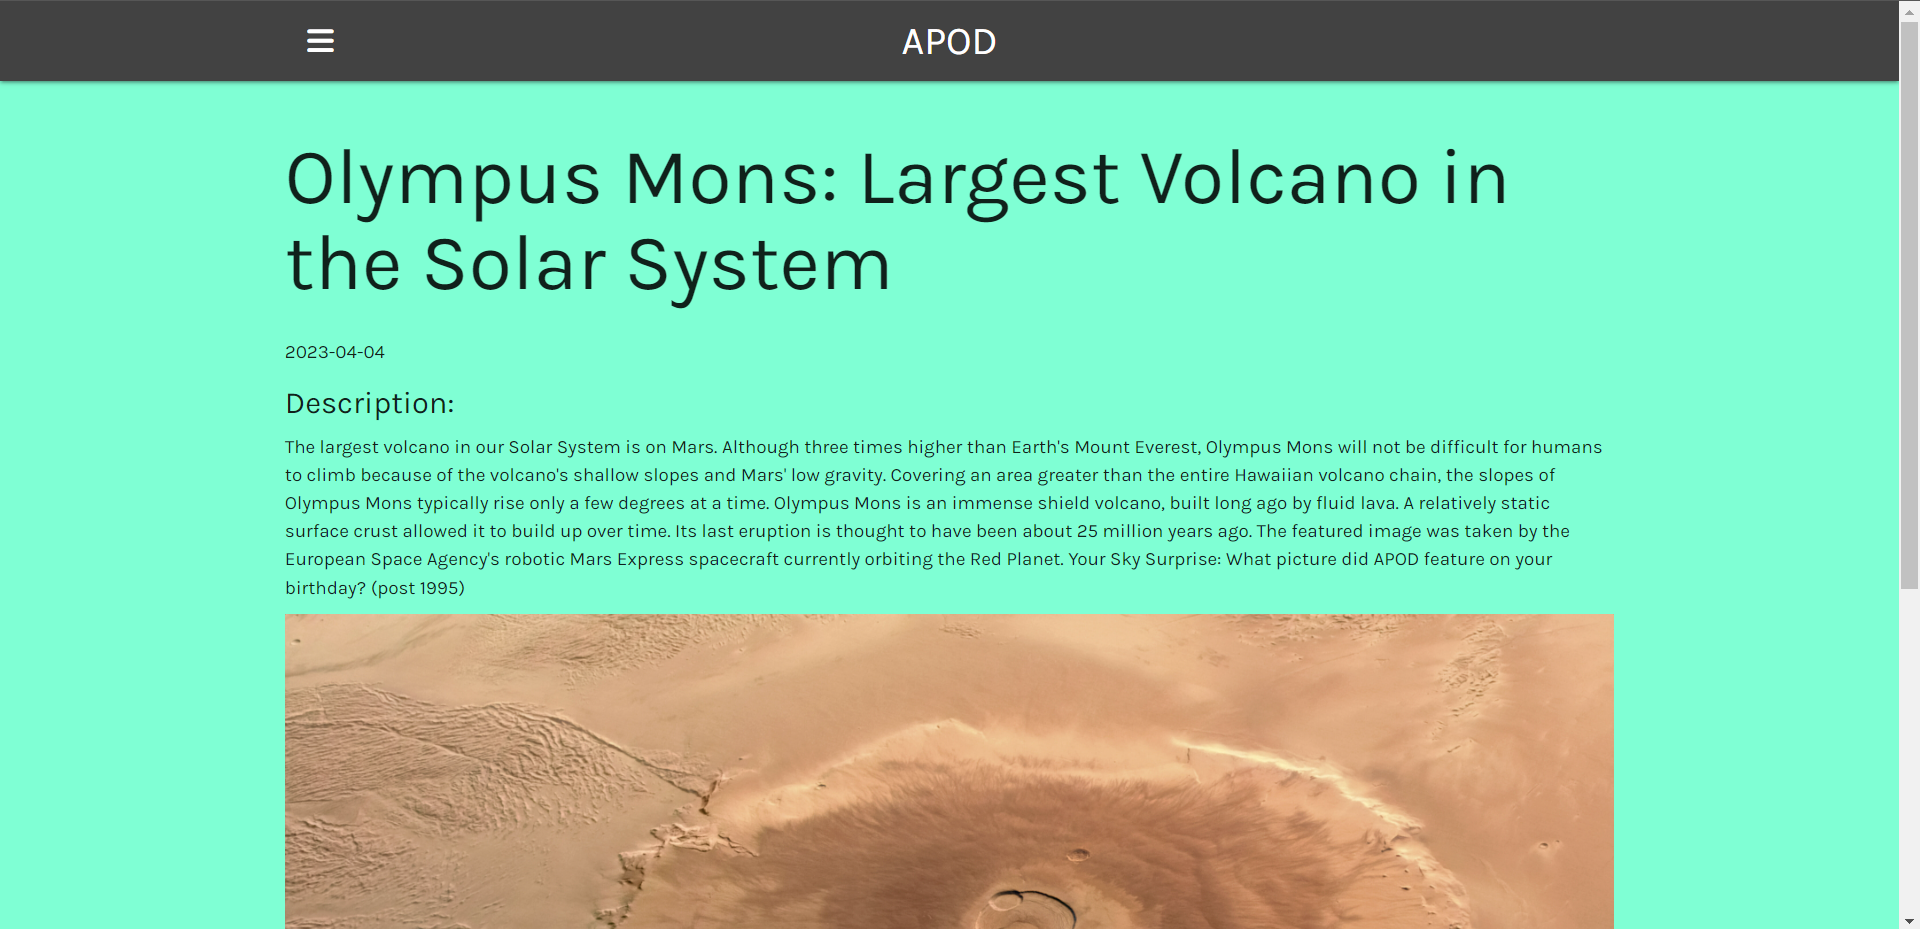 APOD
Olympus Mons: Largest Volcano in
the Solar System
2023-04-04
Description:
The largest volcano in our Solar System is on Mars. Although three times higher than Earth's Mount Everest, Olympus Mons will not be difficult for humans
to climb because of the volcano's shallow slopes and Mars' low gravity. Covering an area greater than the entire Hawaiian volcano chain, the slopes of
Olympus Mons typically rise only a few degrees at a time. Olympus Mons is an immense shield volcano, built long ago by fluid lava. A relatively static
surface crust allowed it to build up over time. Its last eruption is thought to have been about 25 million years ago. The featured image was taken by the
European Space Agency's robotic Mars Express spacecraft currently orbiting the Red Planet. Your Sky Surprise: What picture did APOD feature on your
birthday? (post 1995)